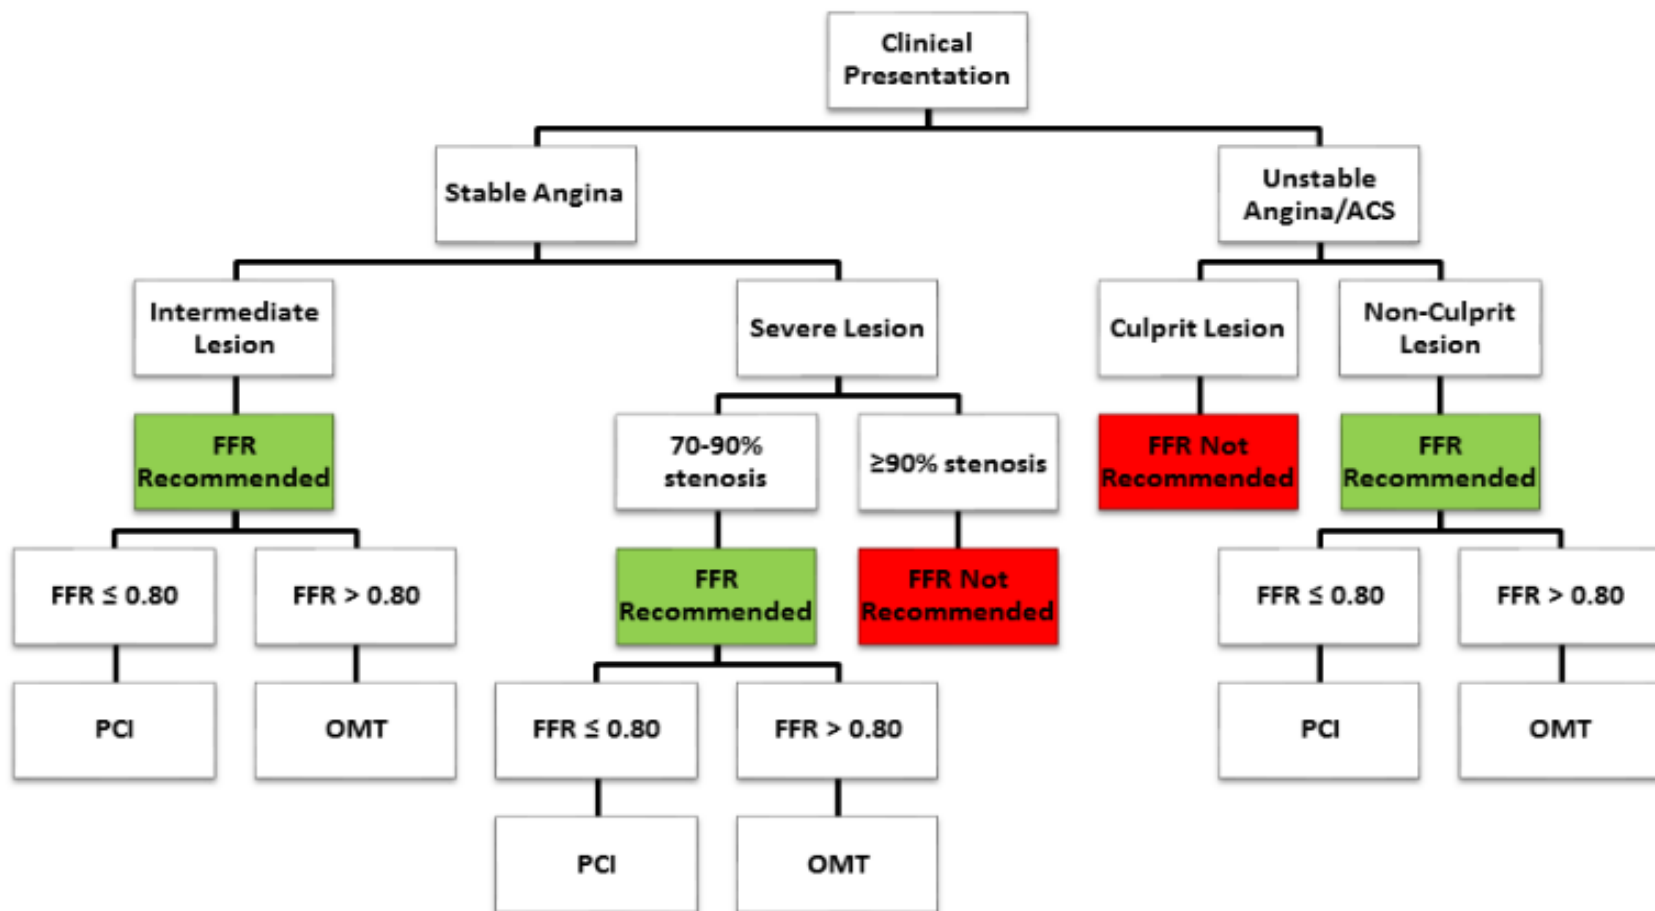 Clinical
Presentation
Stable Angina
Unstable
Angina/ACS
Intermediate
Lesion
Severe Lesion
Culprit Lesion
Non-Culprit
Lesion
FFR
Recommended
70-90%
stenosis
≥90% stenosis
FFR Not
Recommended
FFR
Recommended
FFR ≤ 0.80
FFR > 0.80
FFR
Recommended
FFR Not
Recommended
FFR ≤ 0.80
FFR > 0.80
PCI
OMT
FFR ≤ 0.80
FFR > 0.80
PCI
OMT
PCI
OMT